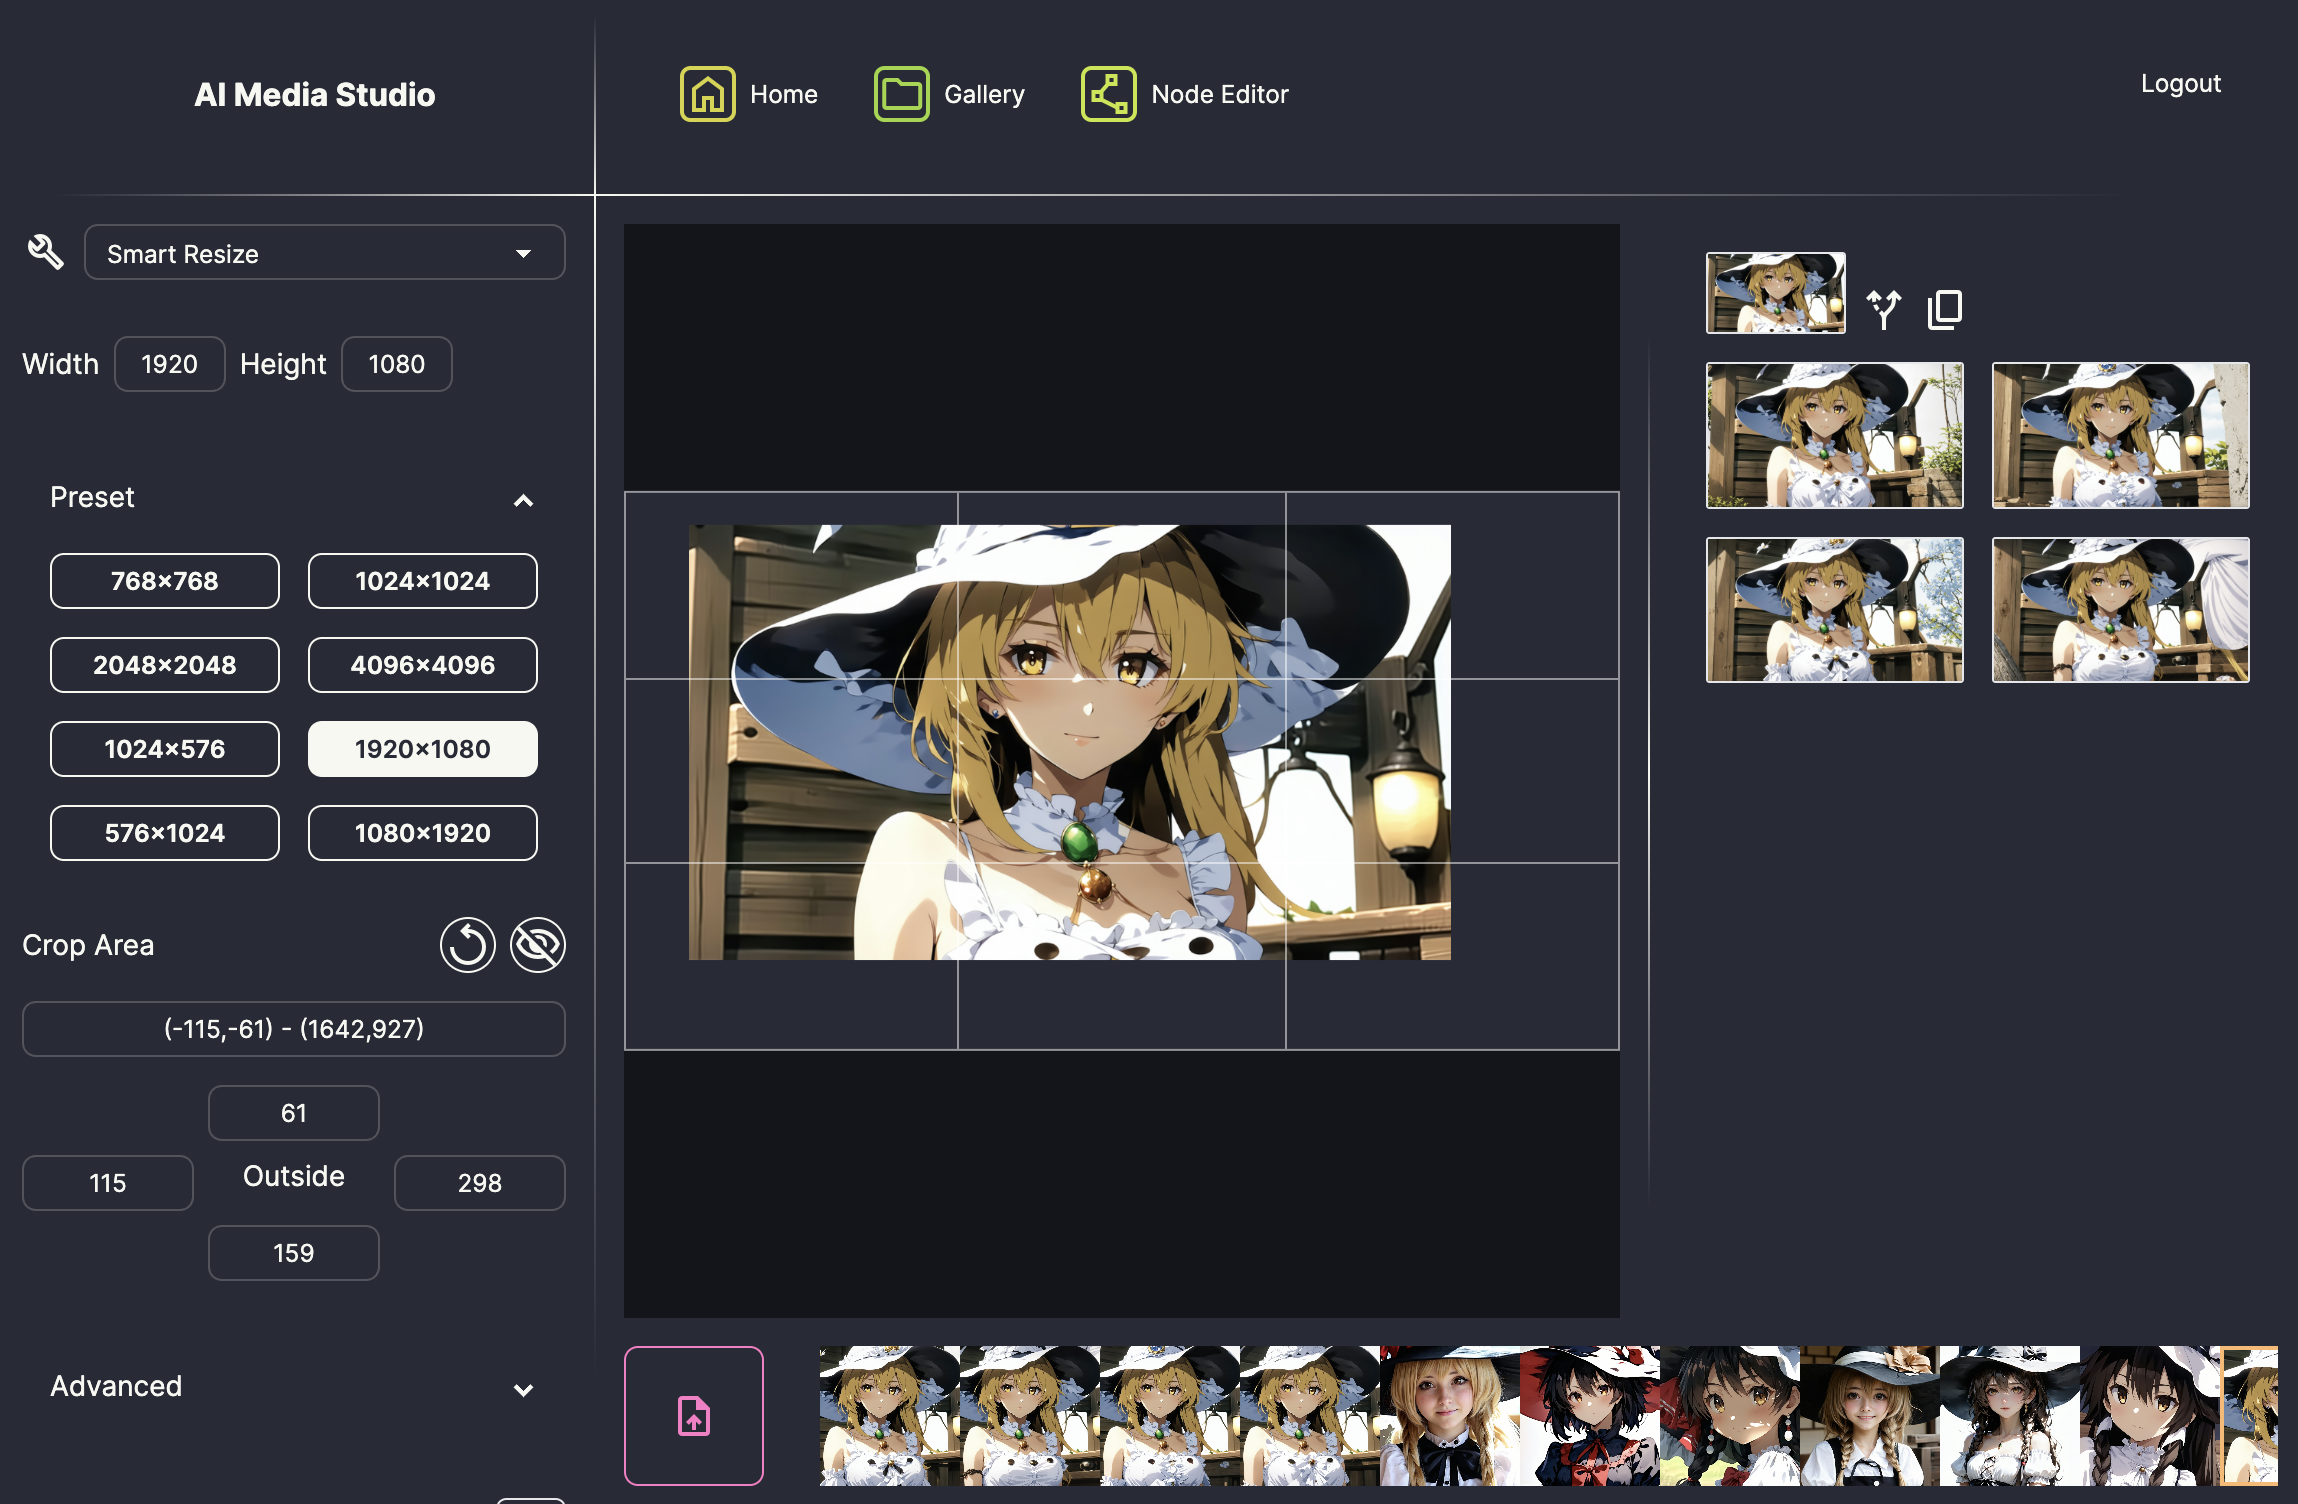 AI Media Studio
Home
Gallery
Node Editor
Logout
Smart Resize
Width 1920 Height 1080
Preset
768×768 1024×1024
2048×2048 4096×4096
1024×576 1920×1080
576×1024 1080×1920
Crop Area
(-115,-61) - (1642,927)
61
115 Outside 298
159
Advanced